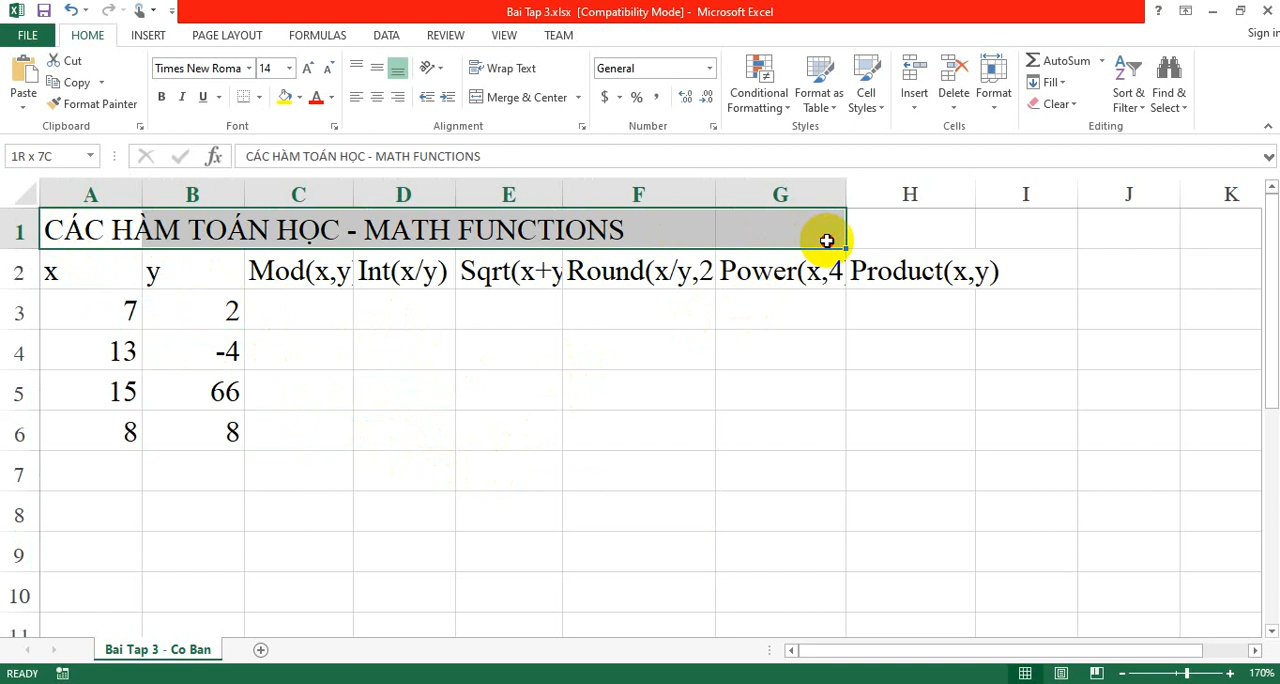 Bai Tap 3.xlsx [Compatibility Mode] - Microsoft Excel
FILE HOME INSERT PAGE LAYOUT FORMULAS DATA REVIEW VIEW TEAM Sign in
Paste
Cut
Copy
Format Painter
Clipboard
Times New Roma 14
B I U
Font
Wrap Text
Merge & Center
Alignment
General
$ % ,
Number
Conditional Formatting
Format as Table
Cell Styles
Styles
Insert Delete Format
Cells
AutoSum
Fill
Clear
Sort & Filter
Find & Select
Editing
1R x 7C fx CÁC HÀM TOÁN HỌC - MATH FUNCTIONS
A B C D E F G H I J K
1 CÁC HÀM TOÁN HỌC - MATH FUNCTIONS
2 x y Mod(x,y Int(x/y) Sqrt(x+y Round(x/y,2 Power(x,4 Product(x,y)
3 7 2
4 13 -4
5 15 66
6 8 8
7
8
9
10
11
Bai Tap 3 - Co Ban
READY 170%